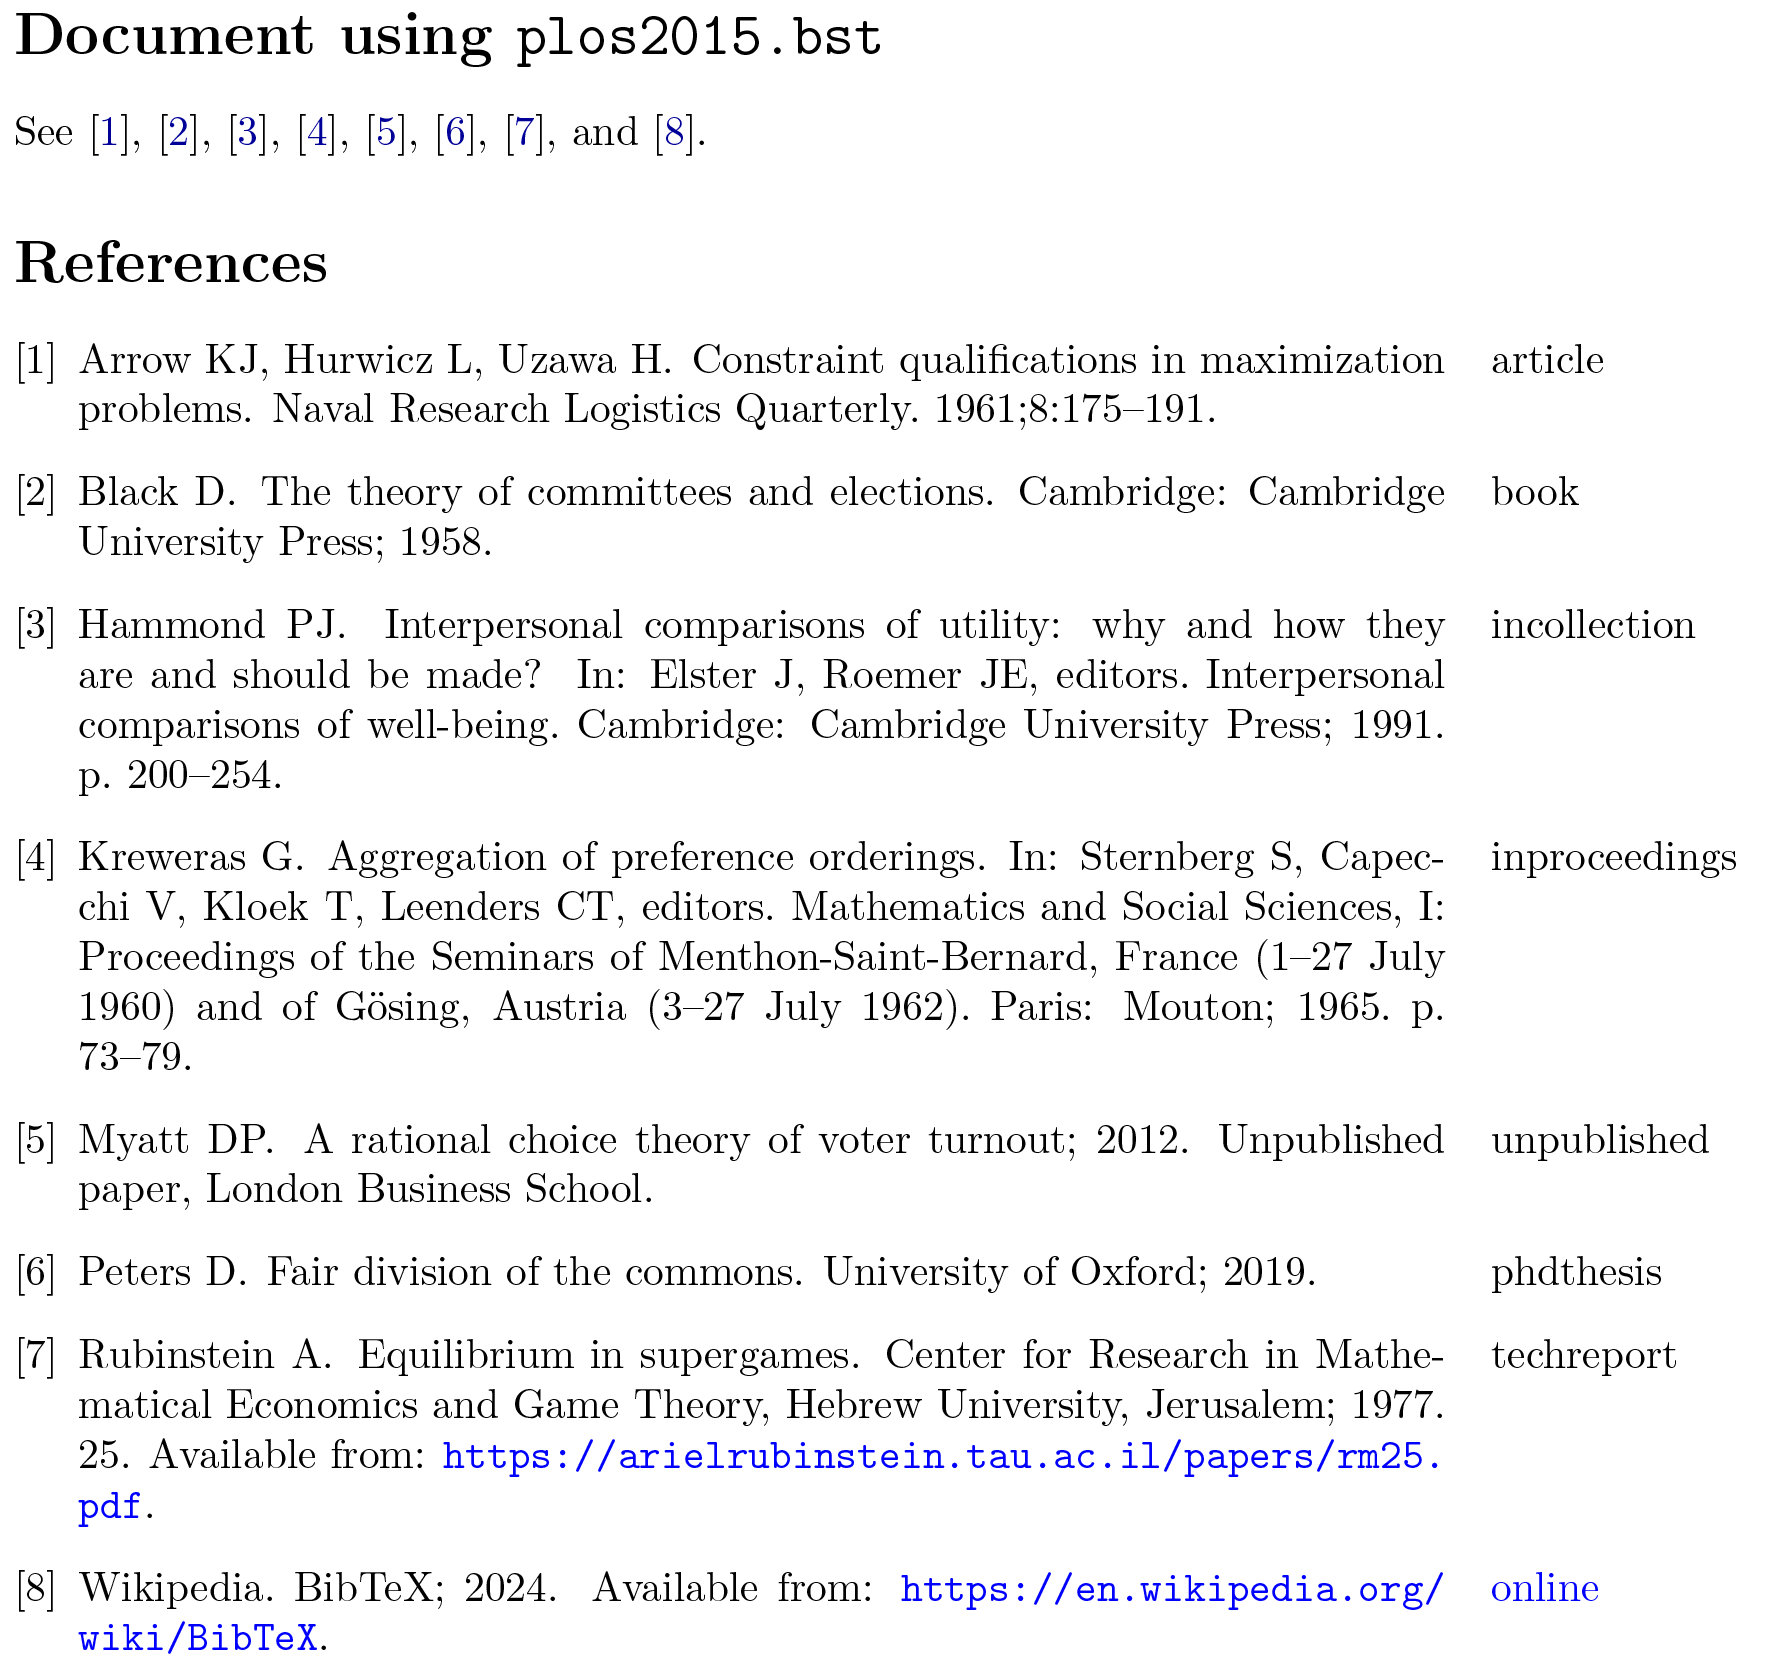 Document using plos2015.bst
See [1], [2], [3], [4], [5], [6], [7], and [8].
References
[1] Arrow KJ, Hurwicz L, Uzawa H. Constraint qualifications in maximization article
problems. Naval Research Logistics Quarterly. 1961;8:175–191.
[2] Black D. The theory of committees and elections. Cambridge: Cambridge book
University Press; 1958.
[3] Hammond PJ. Interpersonal comparisons of utility: why and how they incollection
are and should be made? In: Elster J, Roemer JE, editors. Interpersonal
comparisons of well-being. Cambridge: Cambridge University Press; 1991.
p. 200–254.
[4] Kreweras G. Aggregation of preference orderings. In: Sternberg S, Capec- inproceedings
chi V, Kloek T, Leenders CT, editors. Mathematics and Social Sciences, I:
Proceedings of the Seminars of Menthon-Saint-Bernard, France (1–27 July
1960) and of Gösing, Austria (3–27 July 1962). Paris: Mouton; 1965. p.
73–79.
[5] Myatt DP. A rational choice theory of voter turnout; 2012. Unpublished unpublished
paper, London Business School.
[6] Peters D. Fair division of the commons. University of Oxford; 2019. phdthesis
[7] Rubinstein A. Equilibrium in supergames. Center for Research in Mathe- techreport
matical Economics and Game Theory, Hebrew University, Jerusalem; 1977.
25. Available from: https://arielrubinstein.tau.ac.il/papers/rm25.
pdf.
[8] Wikipedia. BibTeX; 2024. Available from: https://en.wikipedia.org/ online
wiki/BibTeX.